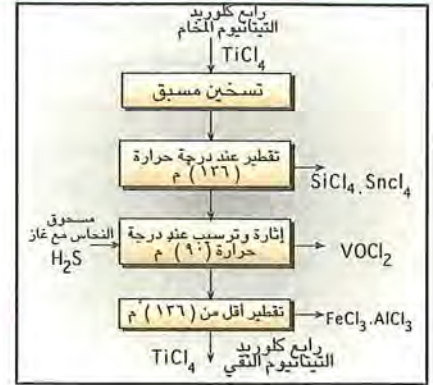 رابع كلوريد
التيتانيوم الخام
TiCl₄
تسخين مسبق
تقطير عند درجة حرارة
(١٣٦) °م
SiCl₄ . Sncl₄
مسحوق
النحاس مع غاز
H₂S
إثارة وترسيب عند درجة
حرارة (٩٠) °م
VOCl₂
تقطير أقل من (١٣٦) °م
FeCl₃.AlCl₃
رابع كلوريد
التيتانيوم النقي
TiCl₄